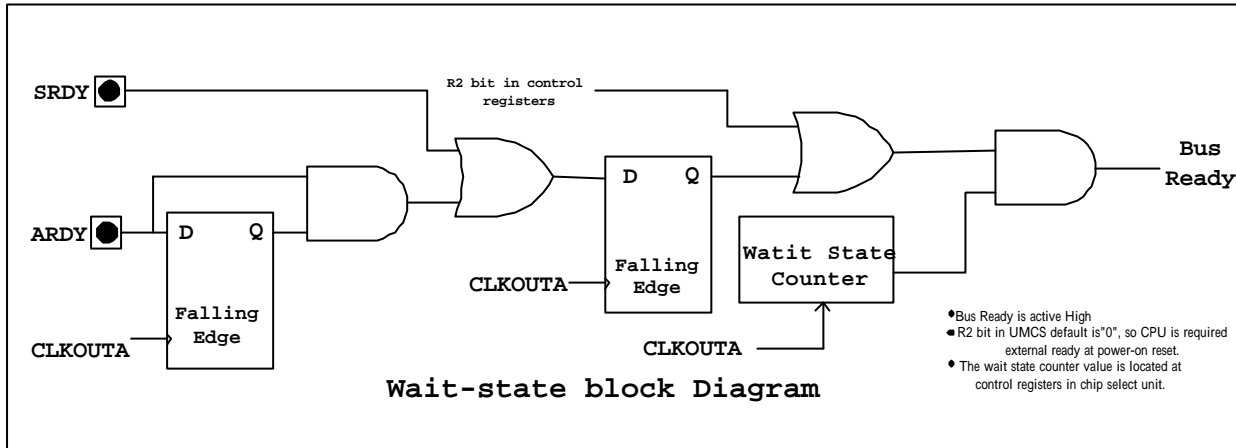 SRDY
R2 bit in control
registers
Bus
Ready
D Q
ARDY
D Q
Falling
Edge
CLKOUTA
Watit State
Counter
Falling
Edge
CLKOUTA
CLKOUTA
Wait-state block Diagram
Bus Ready is active High
R2 bit in UMCS default is"0", so CPU is required
external ready at power-on reset.
The wait state counter value is located at
control registers in chip select unit.